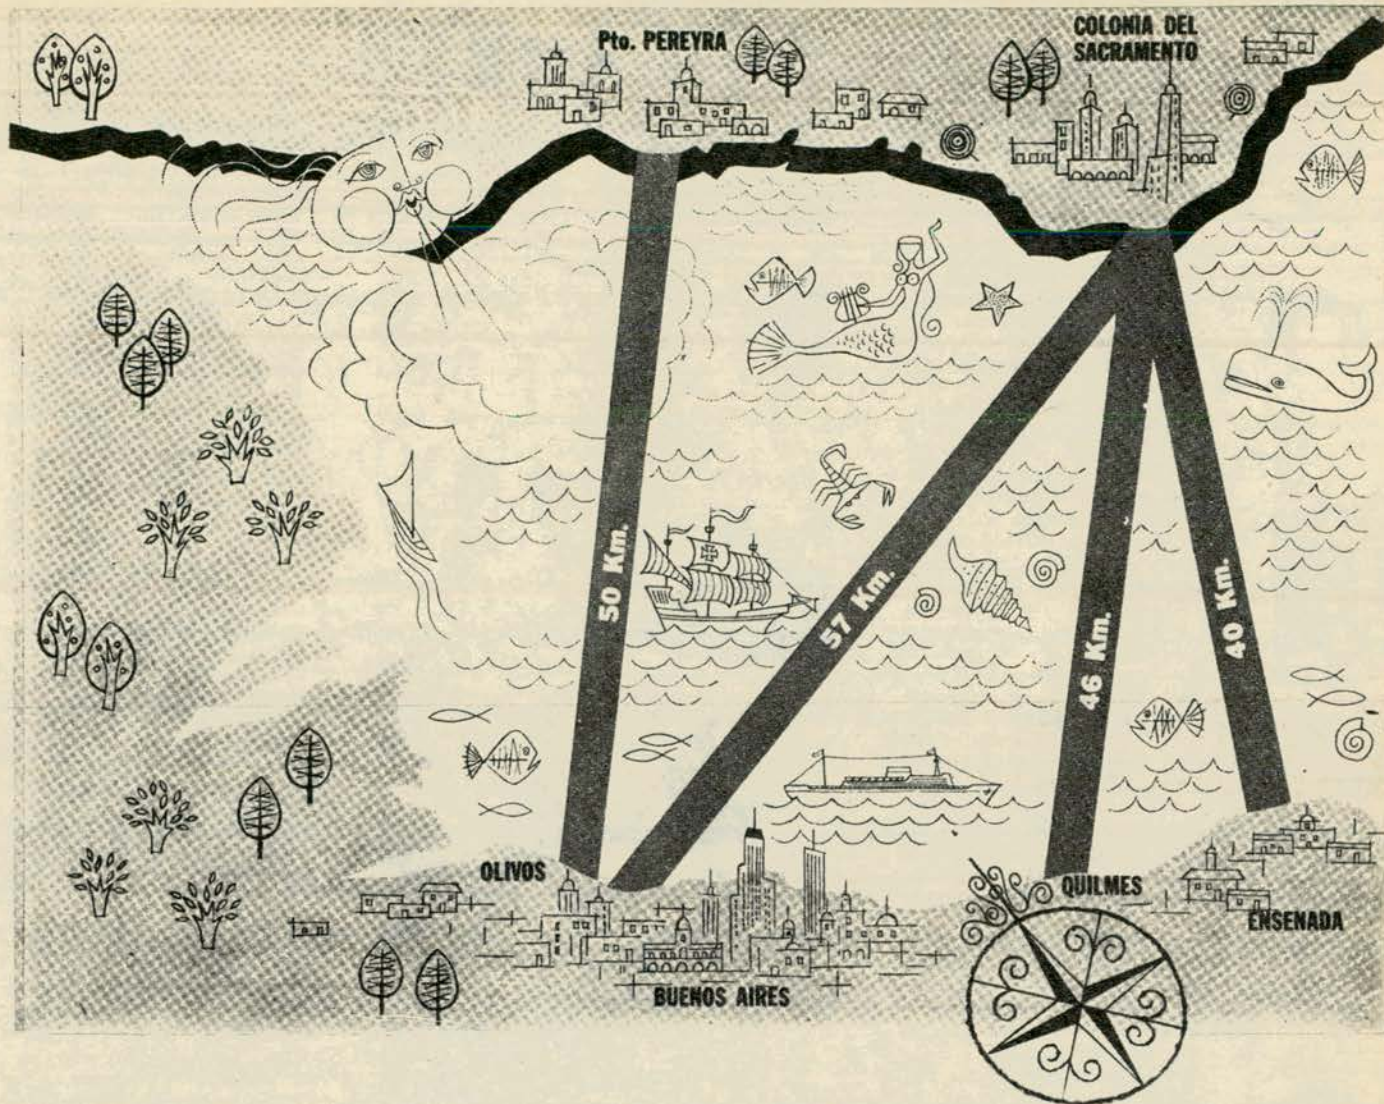 Pto. PEREYRA
COLONIA DEL
SACRAMENTO
50 Km.
57 Km.
46 Km.
40 Km.
OLIVOS
QUILMES
ENSENADA
BUENOS AIRES